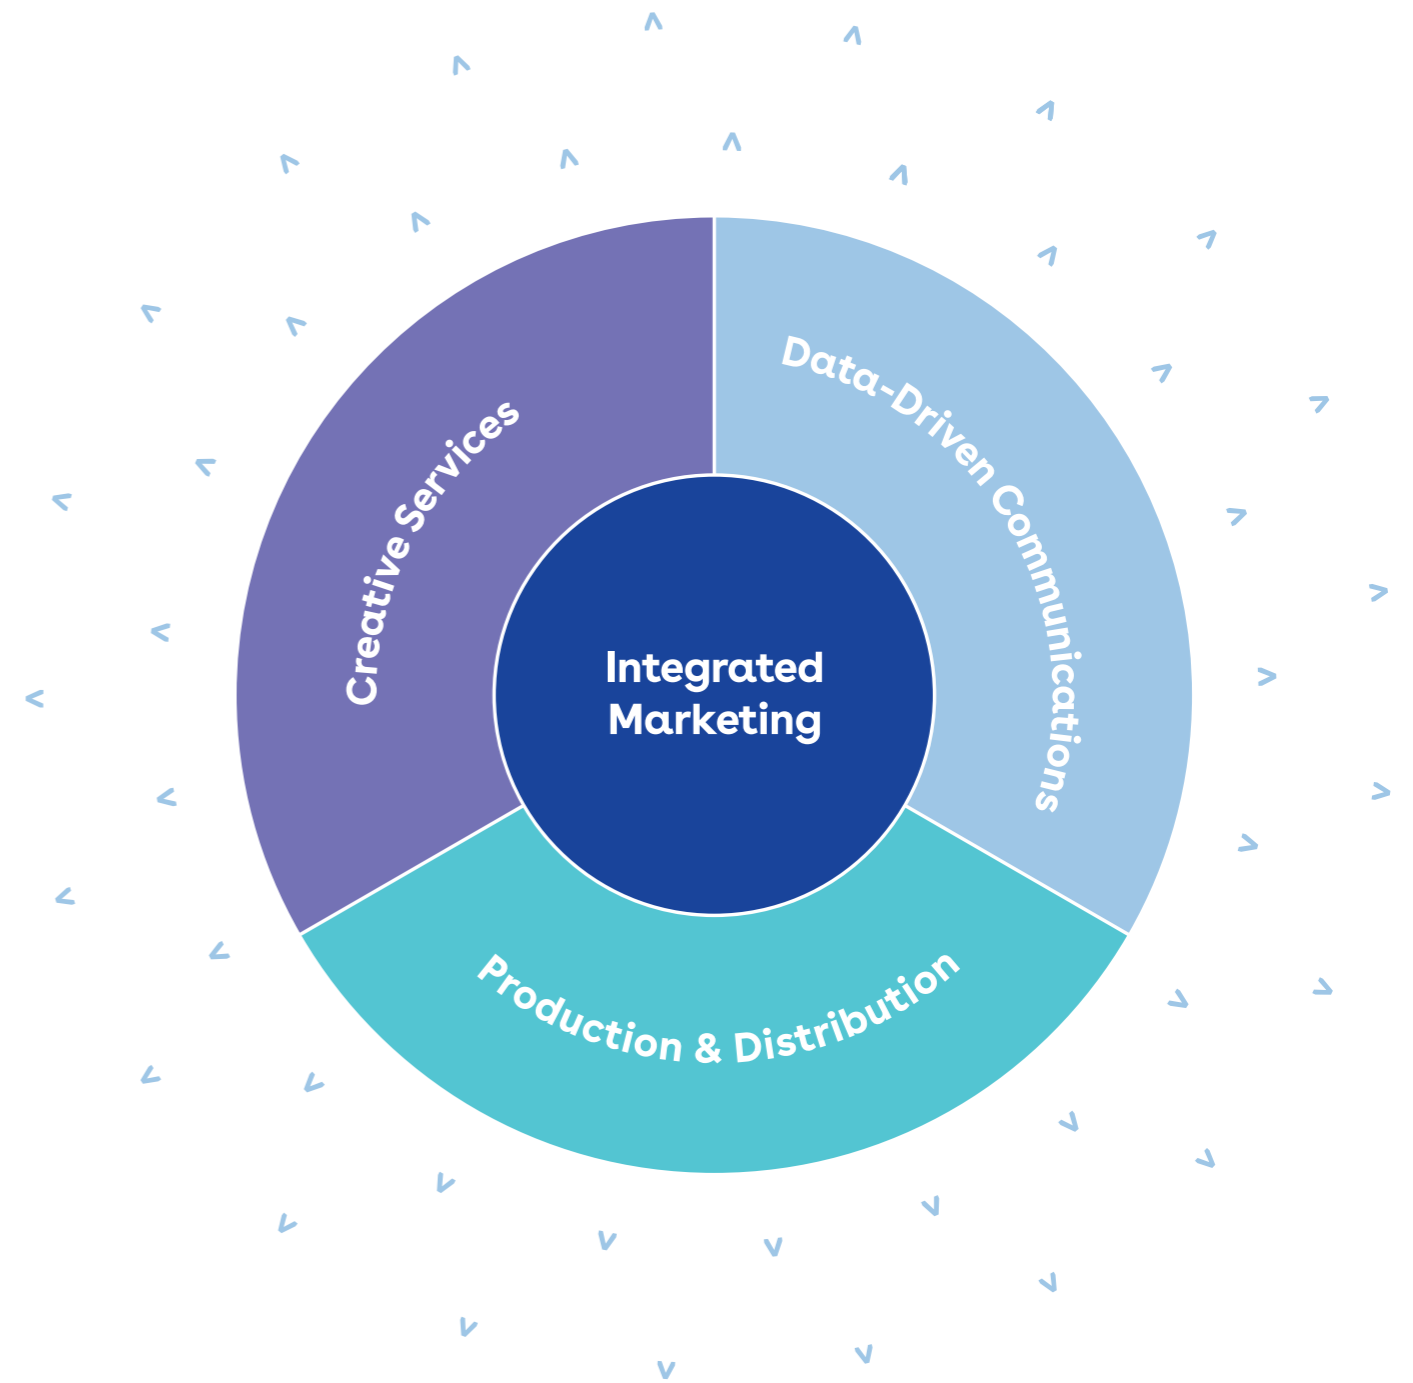 Creative Services
Data-Driven Communications
Integrated
Marketing
Production & Distribution